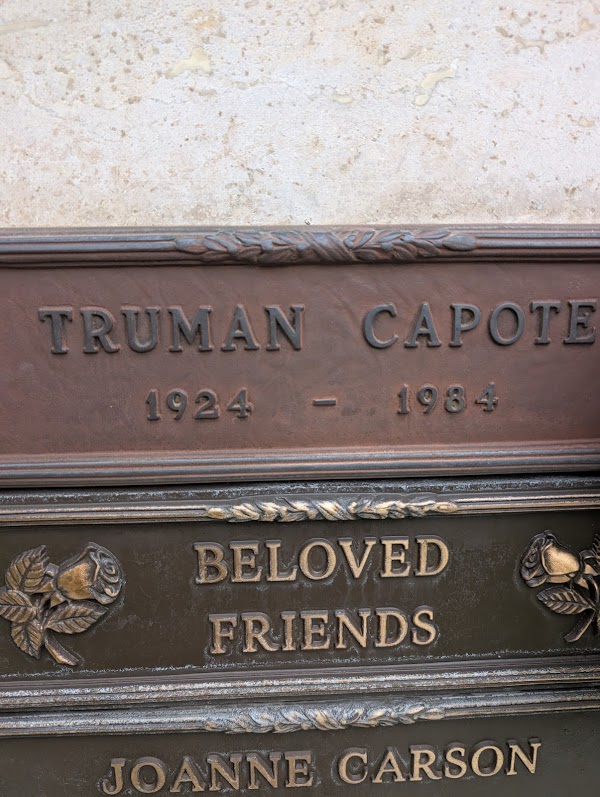 TRUMAN CAPOTE
1924 - 1984
BELOVED
FRIENDS
JOANNE CARSON